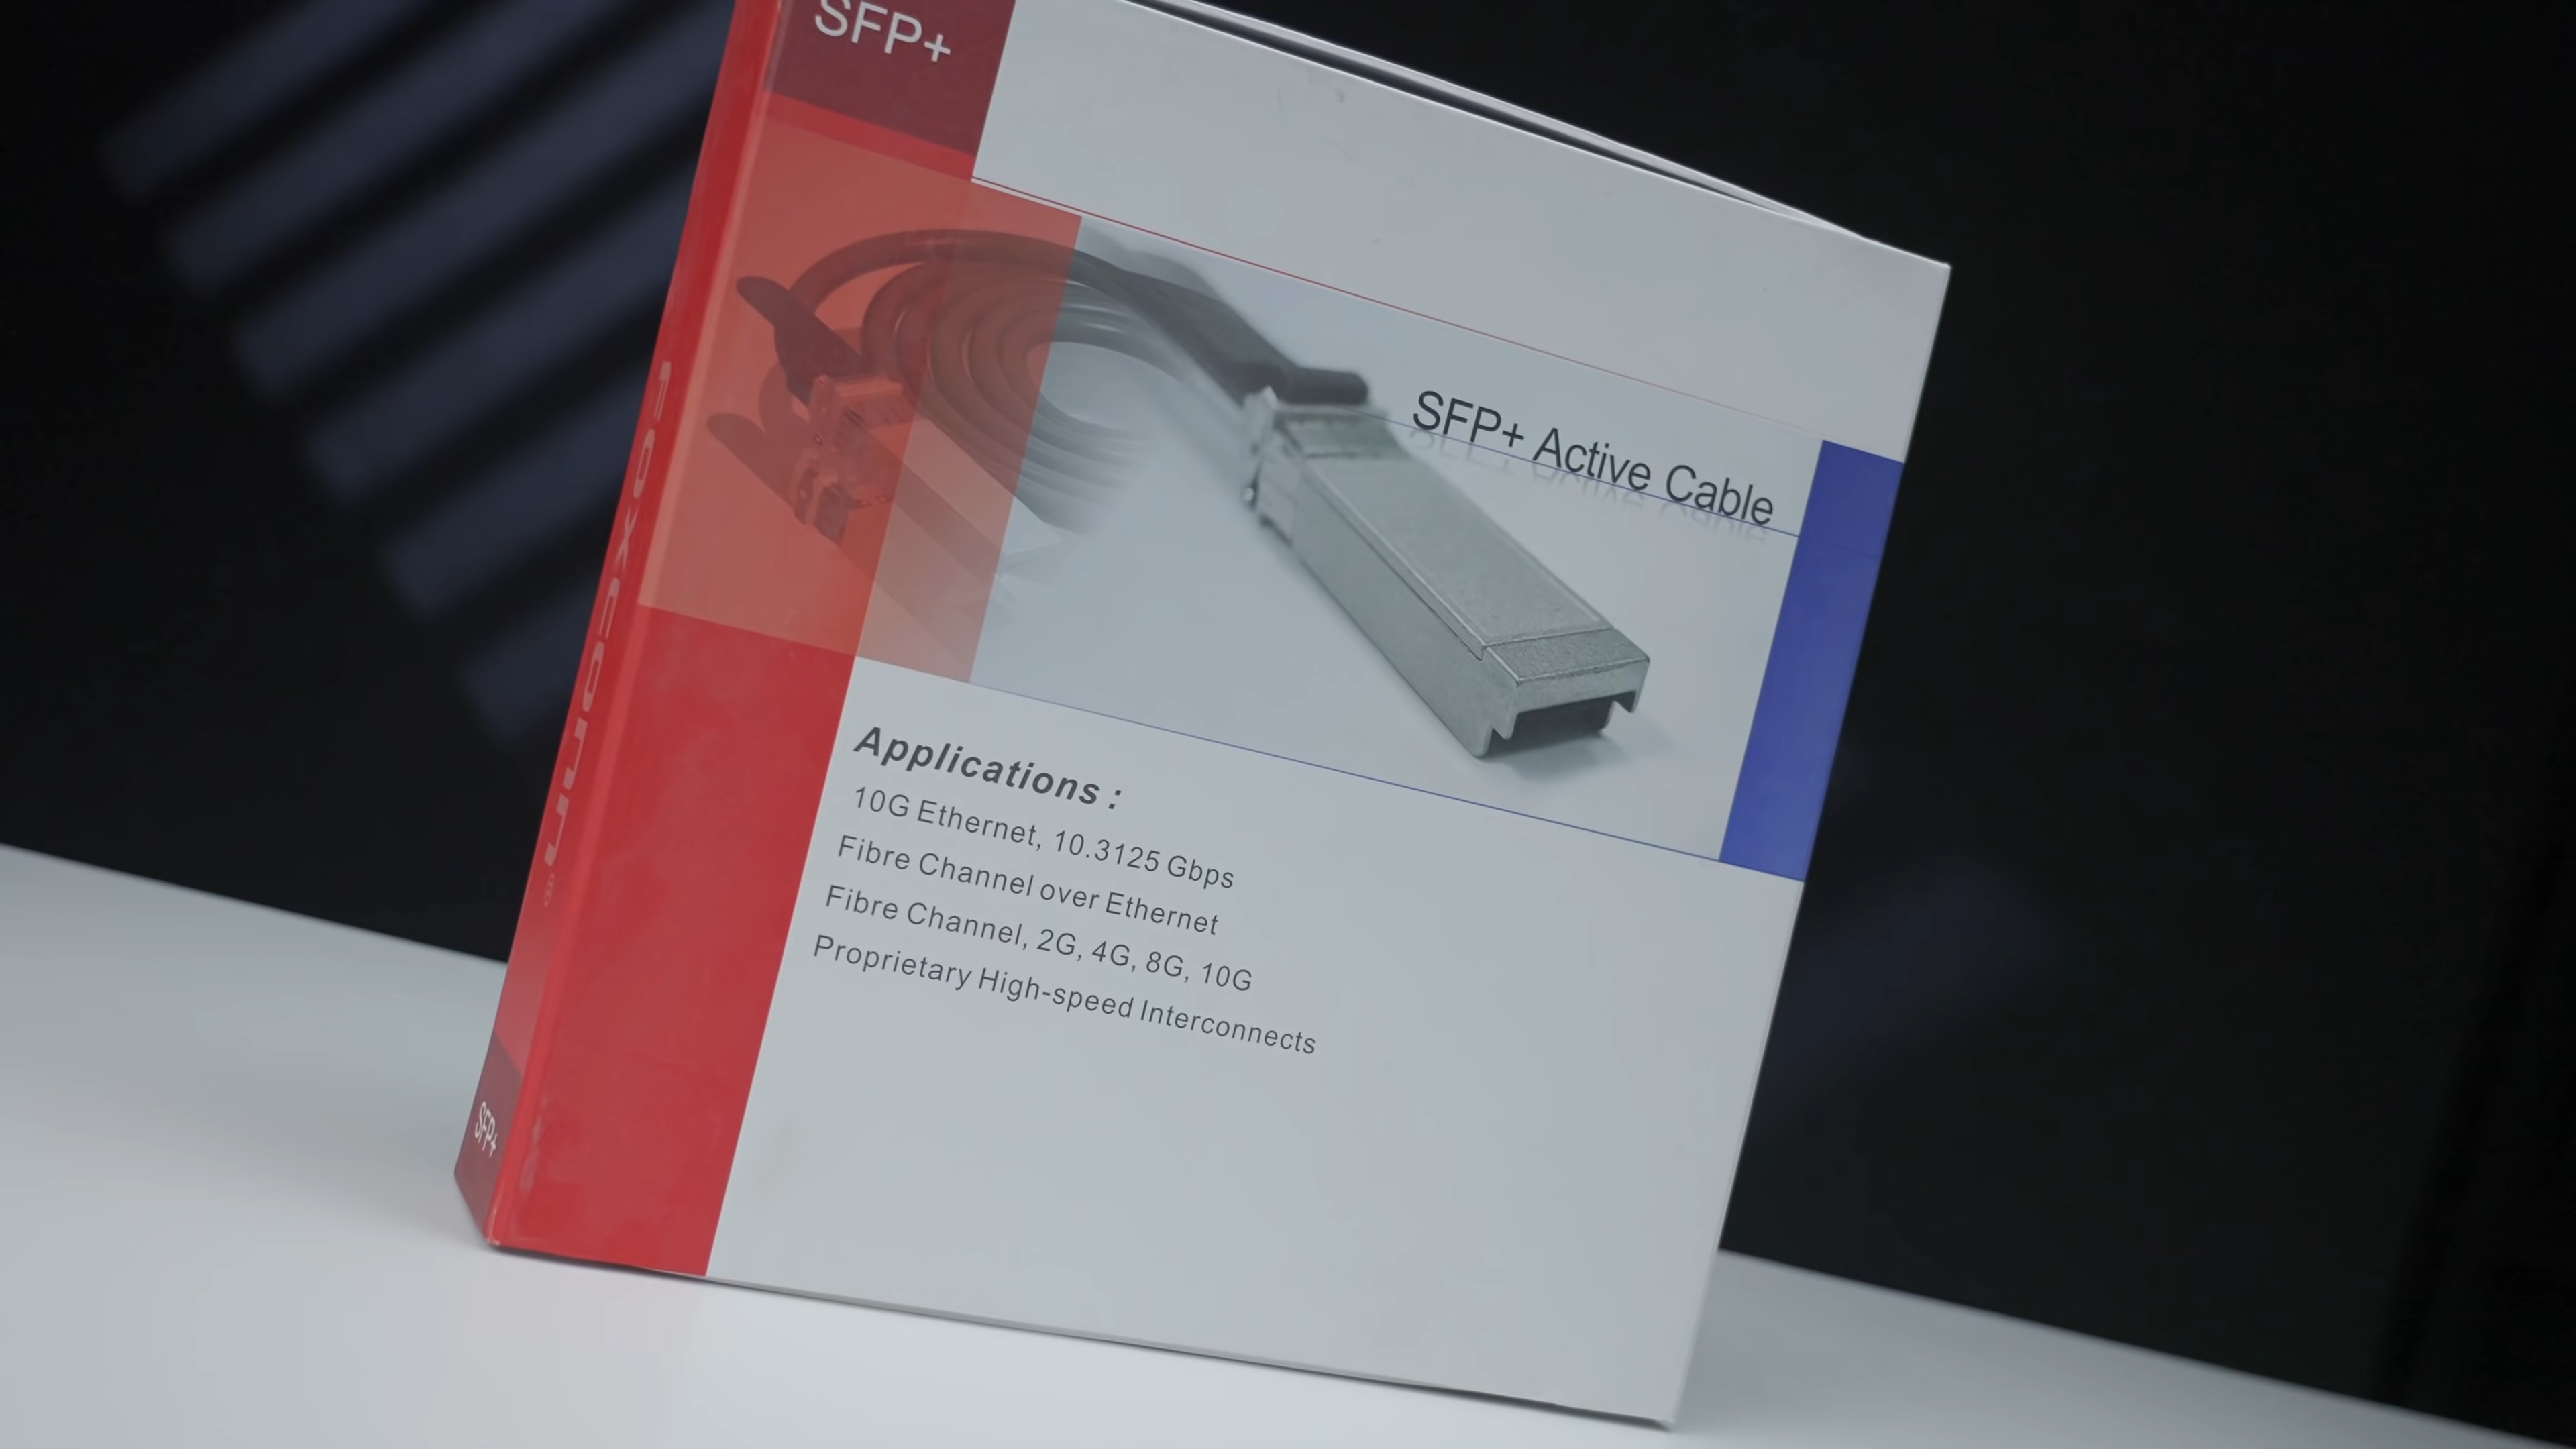 SFP+
SFP+ Active Cable
Applications :
10G Ethernet, 10.3125 Gbps
Fibre Channel over Ethernet
Fibre Channel, 2G, 4G, 8G, 10G
Proprietary High-speed Interconnects
Foxconn®
SFP+